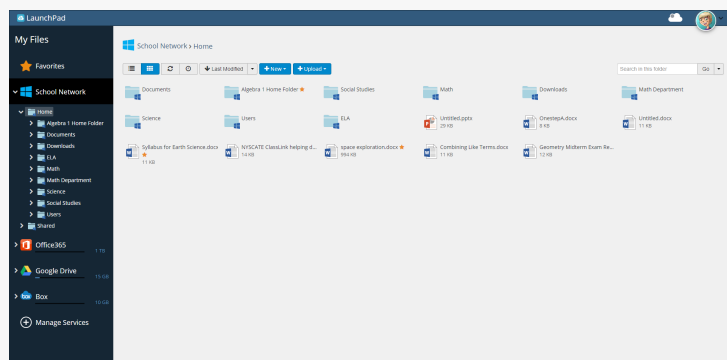 LaunchPad
My Files
Favorites
School Network
Home
Algebra 1 Home Folder
Documents
Downloads
ELA
Math
Math Department
Science
Social Studies
Users
Shared
Office365
1 TB
Google Drive
15 GB
Box
10 GB
Manage Services
School Network › Home
Last Modified
+ New
+ Upload
Search in this folder
Go
Documents
Algebra 1 Home Folder
Social Studies
Math
Downloads
Math Department
Science
Users
ELA
Untitled.pptx
29 KB
OnestepA.docx
8 KB
Untitled.docx
11 KB
Syllabus for Earth Science.docx
11 KB
NYSCATE ClassLink helping d...
14 KB
space exploration.docx
994 KB
Combining Like Terms.docx
11 KB
Geometry Midterm Exam Re...
12 KB